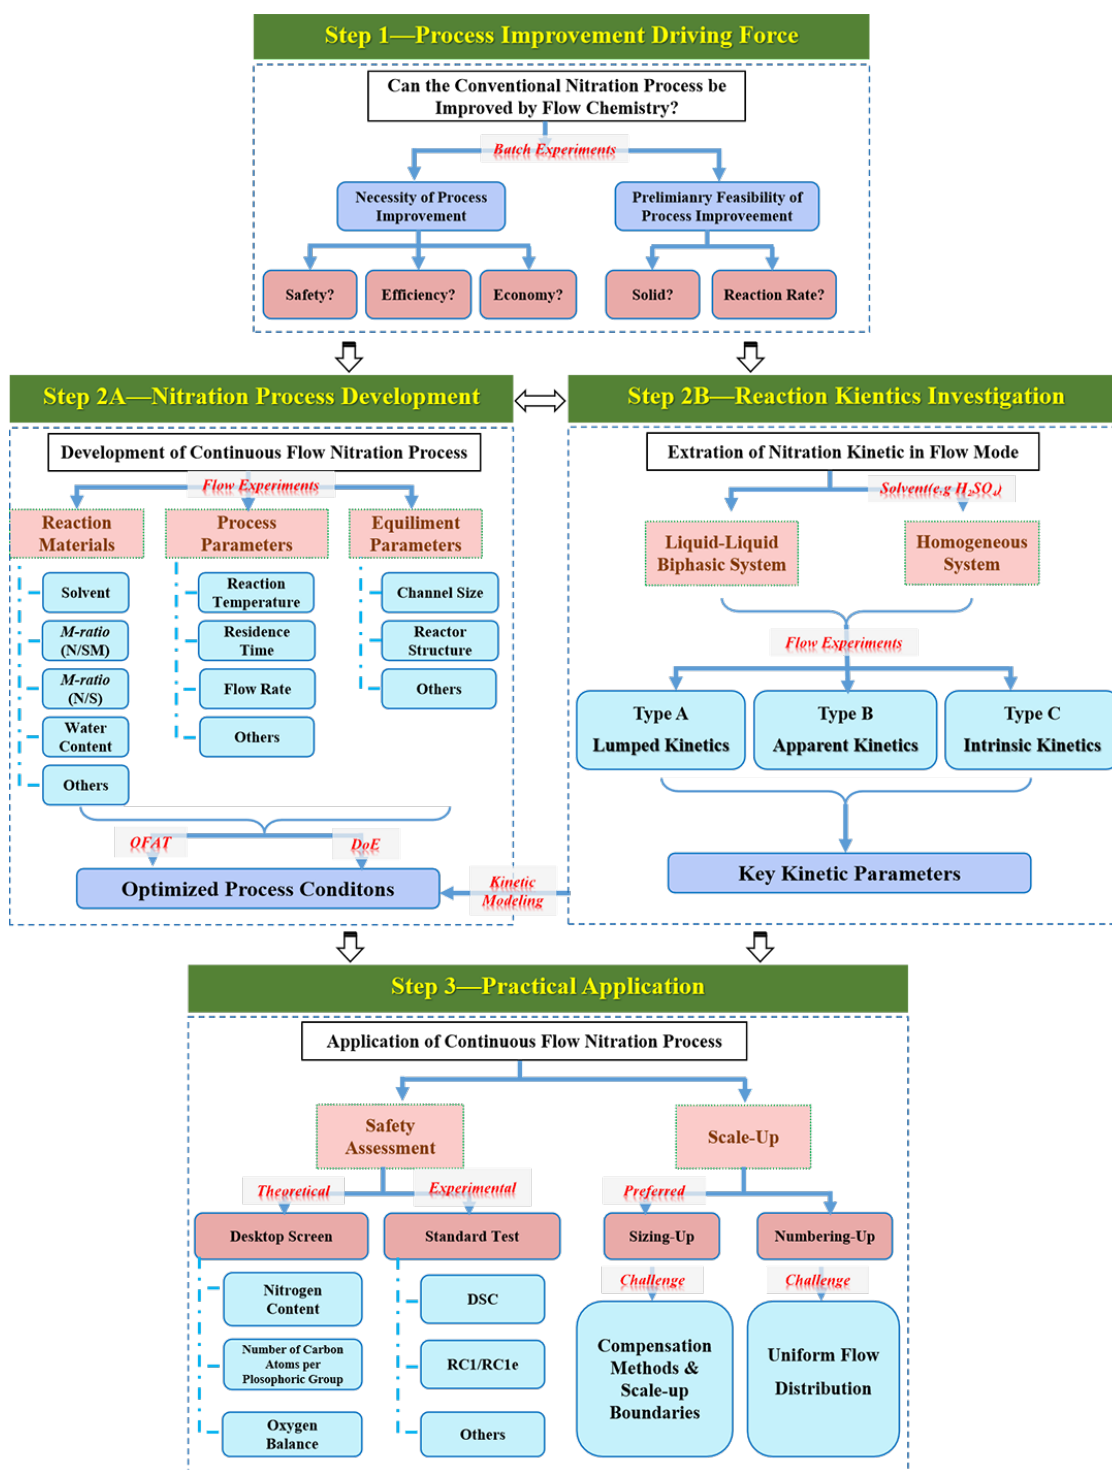 Step 1—Process Improvement Driving Force
Can the Conventional Nitration Process be
Improved by Flow Chemistry?
Batch Experiments
Necessity of Process
Improvement
Prelimianry Feasibility of
Process Improveement
Safety?
Efficiency?
Economy?
Solid?
Reaction Rate?
Step 2A—Nitration Process Development
Development of Continuous Flow Nitration Process
Flow Experiments
Reaction
Materials
Process
Parameters
Equiliment
Parameters
Solvent
M-ratio
(N/SM)
M-ratio
(N/S)
Water
Content
Others
Reaction
Temperature
Residence
Time
Flow Rate
Others
Channel Size
Reactor
Structure
Others
OFAT
DoE
Optimized Process Conditons
Kinetic
Modeling
Step 2B—Reaction Kientics Investigation
Extration of Nitration Kinetic in Flow Mode
Solvent(e,g H₂SO₄)
Liquid-Liquid
Biphasic System
Homogeneous
System
Flow Experiments
Type A
Lumped Kinetics
Type B
Apparent Kinetics
Type C
Intrinsic Kinetics
Key Kinetic Parameters
Step 3—Practical Application
Application of Continuous Flow Nitration Process
Safety
Assessment
Scale-Up
Theoretical
Experimental
Preferred
Desktop Screen
Standard Test
Sizing-Up
Numbering-Up
Nitrogen
Content
Number of Carbon
Atoms per
Plosophoric Group
Oxygen
Balance
DSC
RC1/RC1e
Others
Challenge
Challenge
Compensation
Methods &
Scale-up
Boundaries
Uniform Flow
Distribution